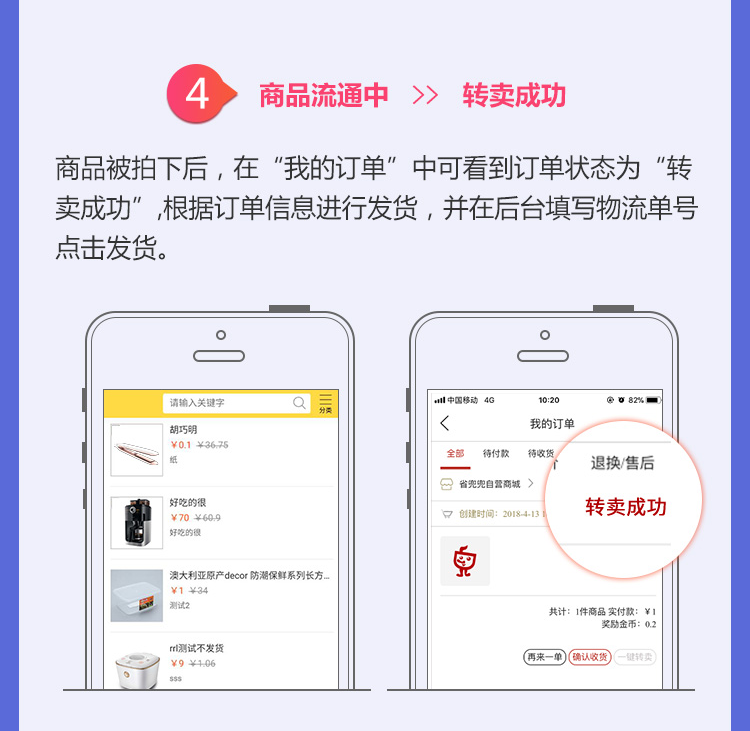 4 商品流通中 >> 转卖成功
商品被拍下后，在“我的订单”中可看到订单状态为“转
卖成功”,根据订单信息进行发货，并在后台填写物流单号
点击发货。
请输入关键字
分类
胡巧明
￥0.1 ￥36.75
纸
好吃的很
￥70 ￥60.9
好吃的很
澳大利亚原产decor 防潮保鲜系列长方...
￥1 ￥34
测试2
rrl测试不发货
￥9 ￥1.06
sss
中国移动 4G 10:20 82%
我的订单
全部 待付款 待收货
退换/售后
省兜兜自营商城
转卖成功
创建时间：2018-4-13
共计：1件商品 实付款：￥1
奖励金币：0.2
再来一单 确认收货 一键转卖